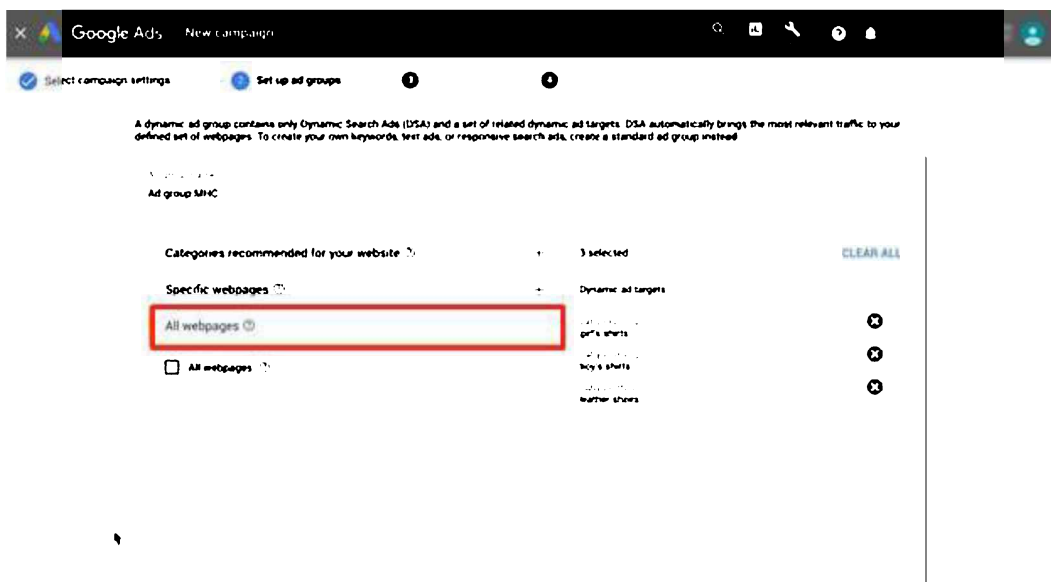 Google Ads New campaign
Select campaign settings
Set up ad groups
3
4
A dynamic ad group contains only Dynamic Search Ads (DSA) and a set of related dynamic ad targets. DSA automatically brings the most relevant traffic to your
defined set of webpages. To create your own keywords, text ads, or responsive search ads, create a standard ad group instead
Ad group MHC
Categories recommended for your website
3 selected
CLEAR ALL
Specific webpages
Dynamic ad targets
All webpages
girl's shirts
All webpages
boy's shirts
leather shoes